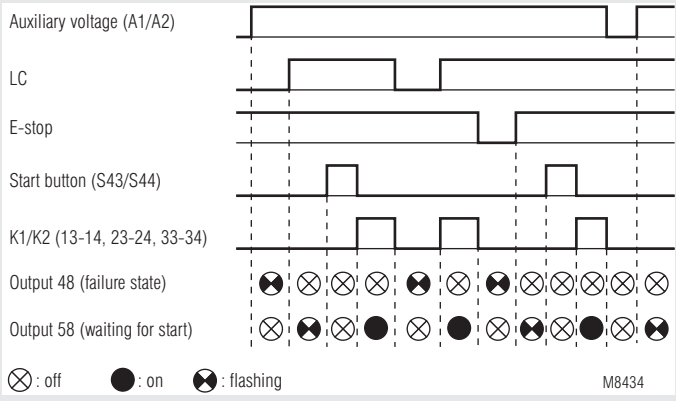 Auxiliary voltage (A1/A2)
LC
E-stop
Start button (S43/S44)
K1/K2 (13-14, 23-24, 33-34)
Output 48 (failure state)
Output 58 (waiting for start)
: off : on : flashing
M8434